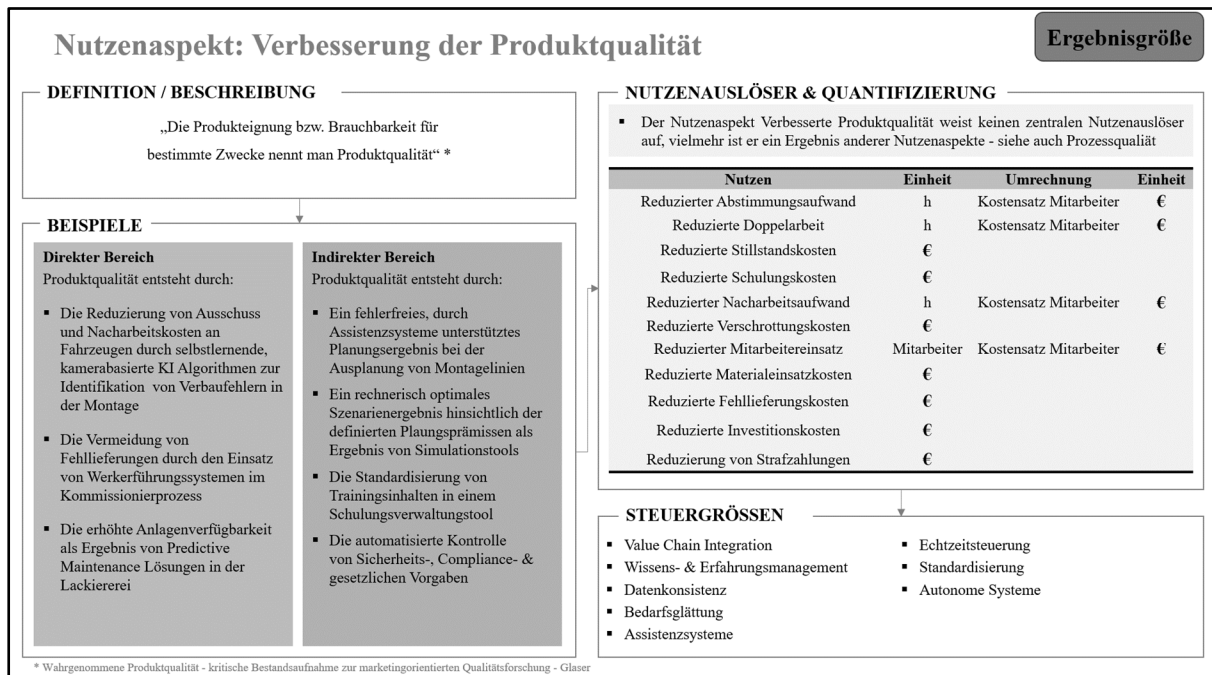 Nutzenaspekt: Verbesserung der Produktqualität
Ergebnisgröße
DEFINITION / BESCHREIBUNG
„Die Produkteignung bzw. Brauchbarkeit für
bestimmte Zwecke nennt man Produktqualität“ *
BEISPIELE
Direkter Bereich
Produktqualität entsteht durch:
▪ Die Reduzierung von Ausschuss
und Nacharbeitskosten an
Fahrzeugen durch selbstlernende,
kamerabasierte KI Algorithmen zur
Identifikation von Verbaufehlern in
der Montage
▪ Die Vermeidung von
Fehllieferungen durch den Einsatz
von Werkerführungssystemen im
Kommissionierprozess
▪ Die erhöhte Anlagenverfügbarkeit
als Ergebnis von Predictive
Maintenance Lösungen in der
Lackiererei
Indirekter Bereich
Produktqualität entsteht durch:
▪ Ein fehlerfreies, durch
Assistenzsysteme unterstütztes
Planungsergebnis bei der
Ausplanung von Montagelinien
▪ Ein rechnerisch optimales
Szenarienergebnis hinsichtlich der
definierten Plaungsprämissen als
Ergebnis von Simulationstools
▪ Die Standardisierung von
Trainingsinhalten in einem
Schulungsverwaltungstool
▪ Die automatisierte Kontrolle
von Sicherheits-, Compliance- &
gesetzlichen Vorgaben
NUTZENAUSLÖSER & QUANTIFIZIERUNG
▪ Der Nutzenaspekt Verbesserte Produktqualität weist keinen zentralen Nutzenauslöser
auf, vielmehr ist er ein Ergebnis anderer Nutzenaspekte - siehe auch Prozessqualiät
Nutzen Einheit Umrechnung Einheit
Reduzierter Abstimmungsaufwand h Kostensatz Mitarbeiter €
Reduzierte Doppelarbeit h Kostensatz Mitarbeiter €
Reduzierte Stillstandskosten €
Reduzierte Schulungskosten €
Reduzierter Nacharbeitsaufwand h Kostensatz Mitarbeiter €
Reduzierte Verschrottungskosten €
Reduzierter Mitarbeitereinsatz Mitarbeiter Kostensatz Mitarbeiter €
Reduzierte Materialeinsatzkosten €
Reduzierte Fehllieferungskosten €
Reduzierte Investitionskosten €
Reduzierung von Strafzahlungen €
STEUERGRÖSSEN
▪ Value Chain Integration
▪ Wissens- & Erfahrungsmanagement
▪ Datenkonsistenz
▪ Bedarfsglättung
▪ Assistenzsysteme
▪ Echtzeitsteuerung
▪ Standardisierung
▪ Autonome Systeme
* Wahrgenommene Produktqualität - kritische Bestandsaufnahme zur marketingorientierten Qualitätsforschung - Glaser